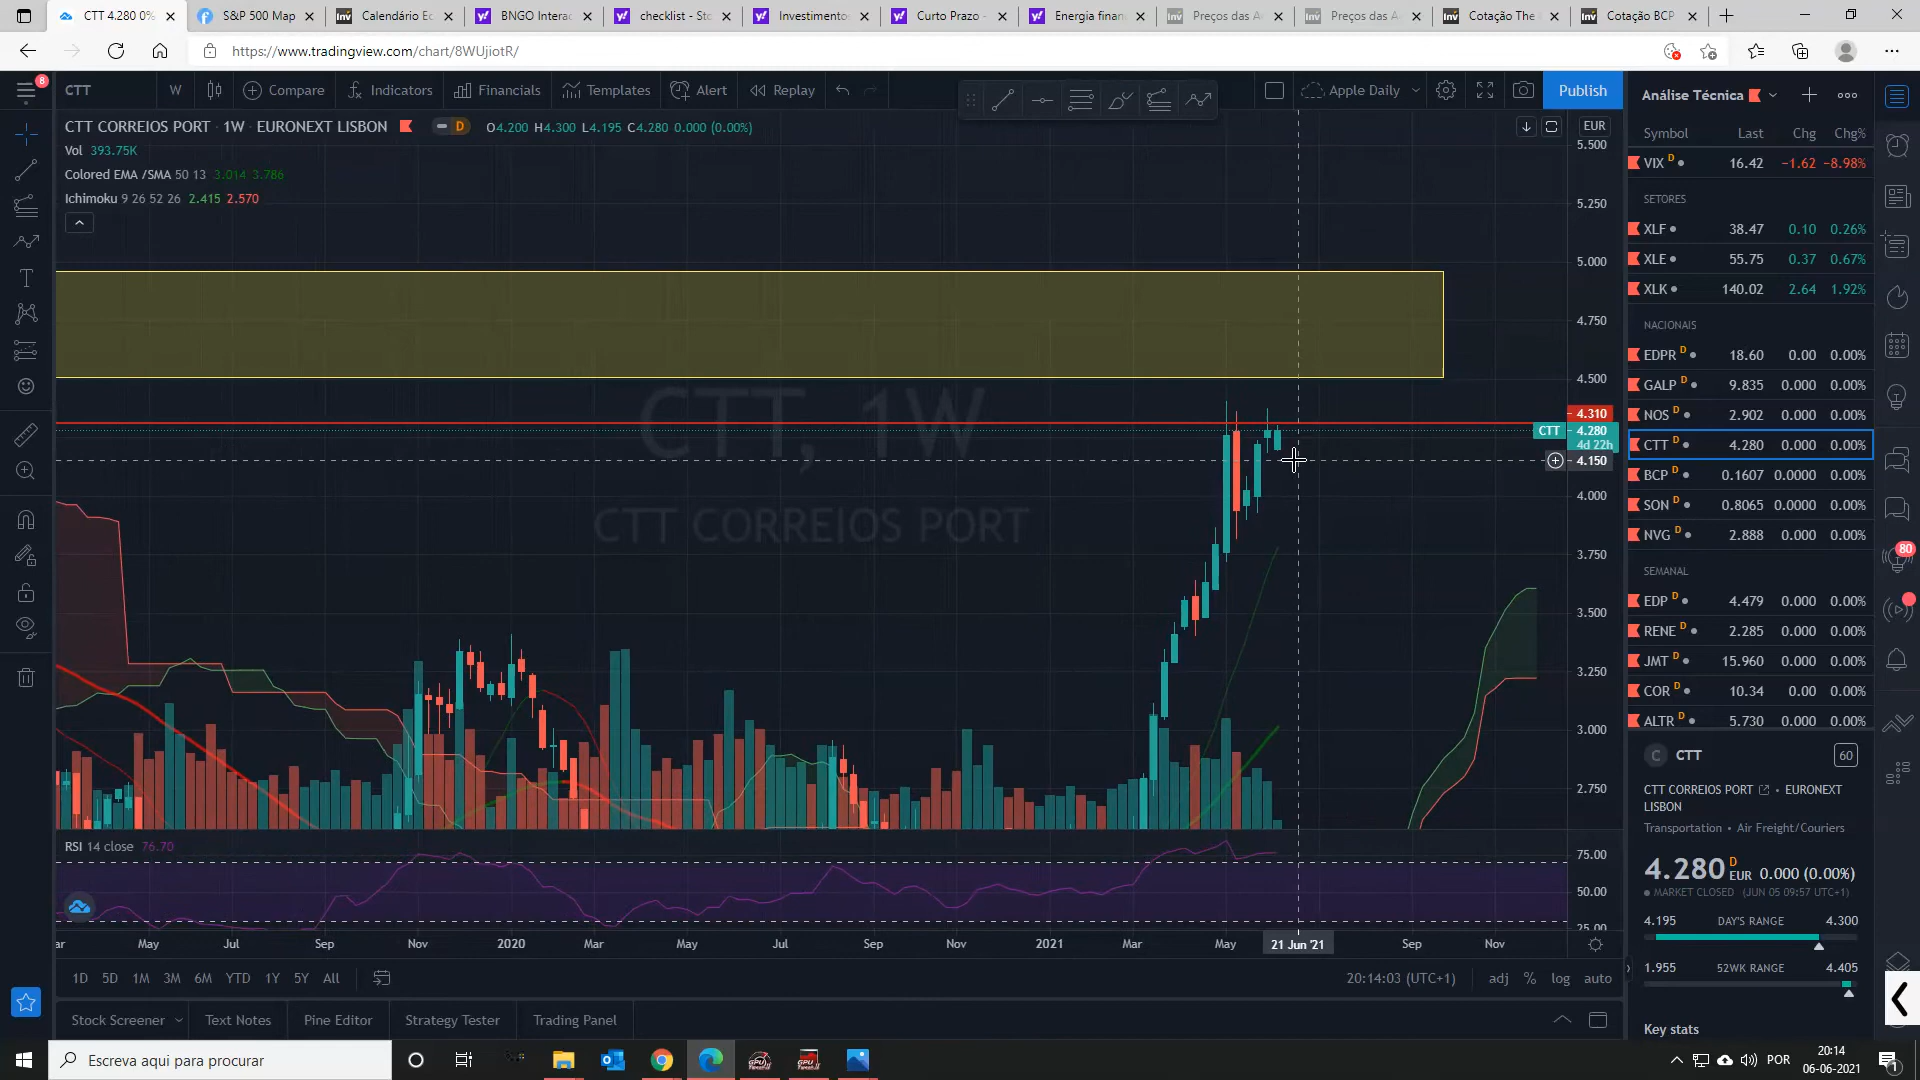 CTT 4.280 0%
S&P 500 Map
Calendário Ec
BNGO Interac
checklist - Sto
Investimentos
Curto Prazo -
Energia finan
Preços das A
Preços das A
Cotação The
Cotação BCP
https://www.tradingview.com/chart/8WUjiotR/
8
CTT
W
Compare
Indicators
Financials
Templates
Alert
Replay
Apple Daily
Publish
CTT CORREIOS PORT · 1W · EURONEXT LISBON
D
O4.200 H4.300 L4.195 C4.280 0.000 (0.00%)
Vol 393.75K
Colored EMA /SMA 50 13 3.014 3.786
Ichimoku 9 26 52 26 2.415 2.570
CTT, 1W
CTT CORREIOS PORT
EUR
5.500
5.250
5.000
4.750
4.500
4.310
CTT 4.280
4d 22h
4.150
4.000
3.750
3.500
3.250
3.000
2.750
RSI 14 close 76.70
75.00
50.00
25.00
ar May Jul Sep Nov 2020 Mar May Jul Sep Nov 2021 Mar May 21 Jun '21 Sep Nov
1D 5D 1M 3M 6M YTD 1Y 5Y All
20:14:03 (UTC+1) adj % log auto
Stock Screener Text Notes Pine Editor Strategy Tester Trading Panel
Análise Técnica
Symbol Last Chg Chg%
VIX D 16.42 −1.62 −8.98%
SETORES
XLF 38.47 0.10 0.26%
XLE 55.75 0.37 0.67%
XLK 140.02 2.64 1.92%
NACIONAIS
EDPR D 18.60 0.00 0.00%
GALP D 9.835 0.000 0.00%
NOS D 2.902 0.000 0.00%
CTT D 4.280 0.000 0.00%
BCP D 0.1607 0.0000 0.00%
SON D 0.8065 0.0000 0.00%
NVG D 2.888 0.000 0.00%
SEMANAL
EDP D 4.479 0.000 0.00%
RENE D 2.285 0.000 0.00%
JMT D 15.960 0.000 0.00%
COR D 10.34 0.00 0.00%
ALTR D 5.730 0.000 0.00%
C CTT 60
CTT CORREIOS PORT • EURONEXT
LISBON
Transportation • Air Freight/Couriers
4.280 D EUR 0.000 (0.00%)
MARKET CLOSED (JUN 05 09:57 UTC+1)
4.195 DAY'S RANGE 4.300
1.955 52WK RANGE 4.405
Key stats
80
Escreva aqui para procurar
POR
20:14
06-06-2021
1